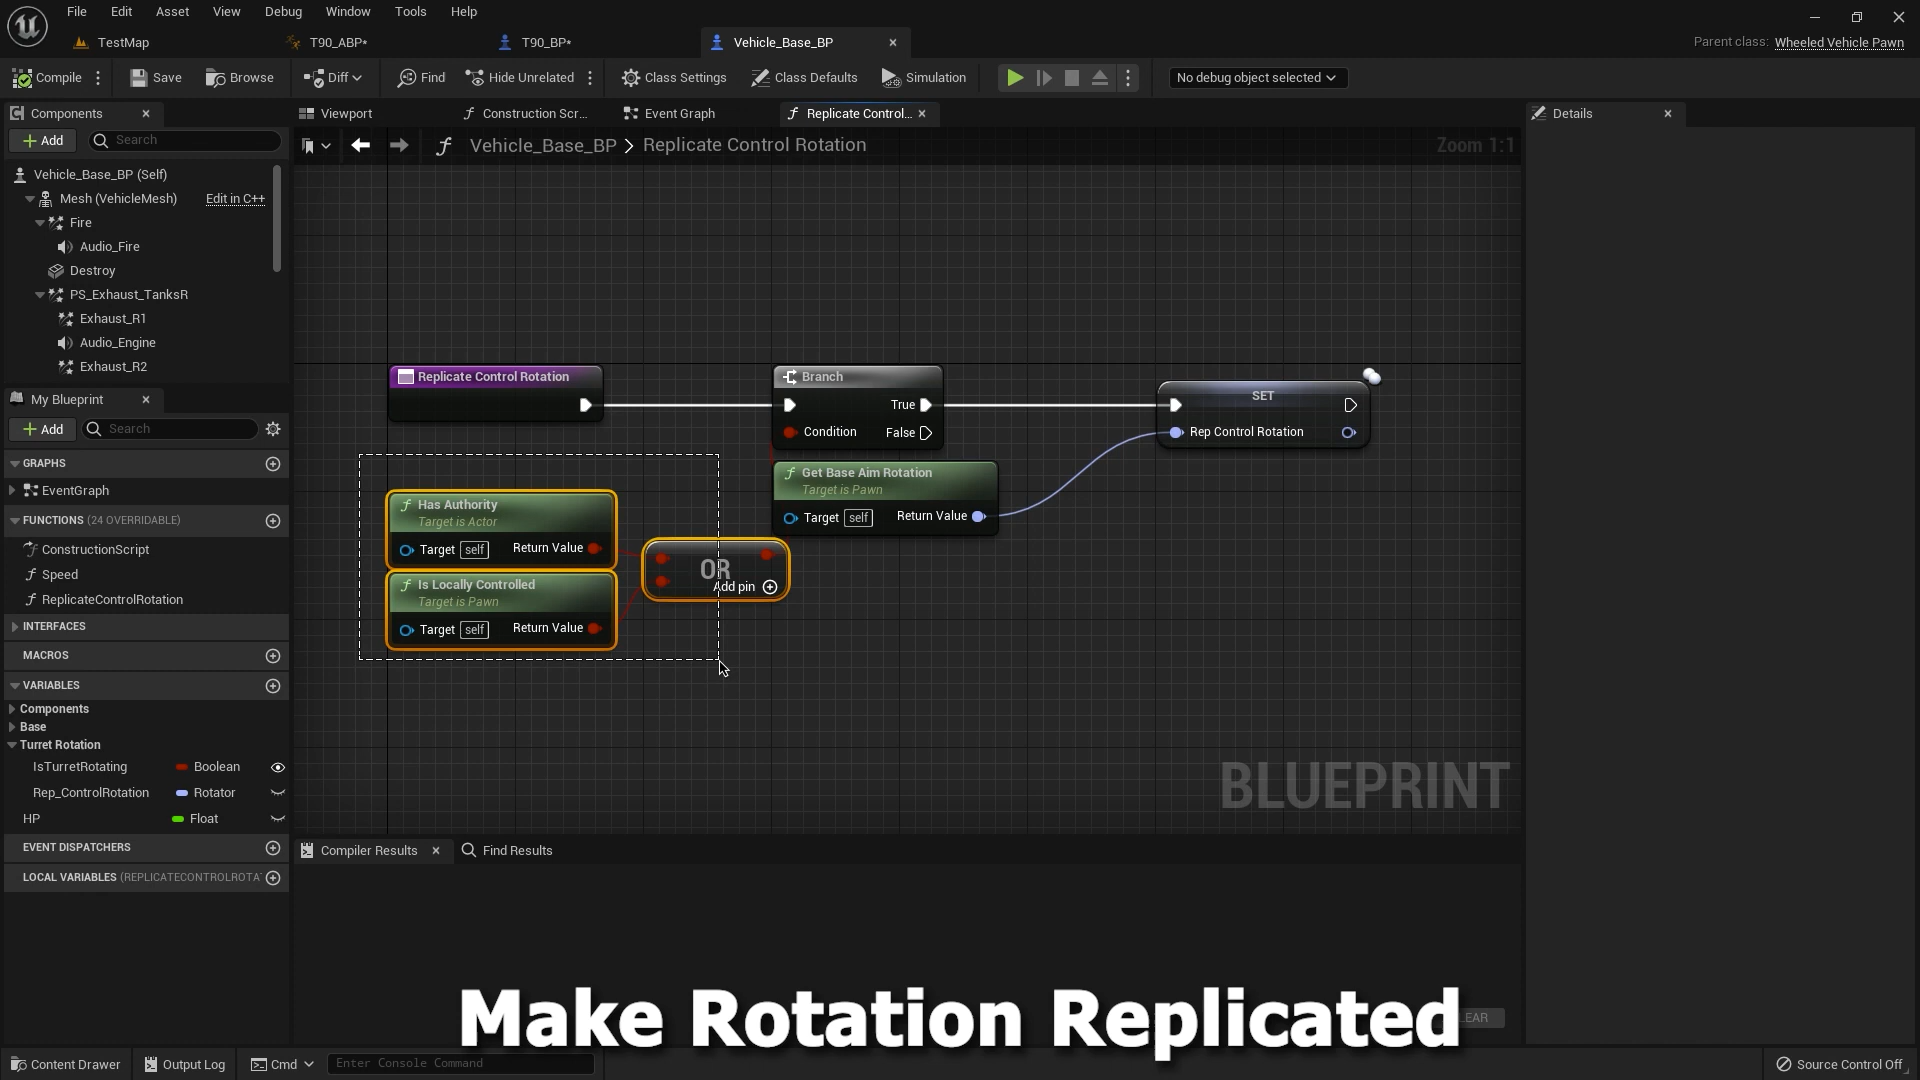 File Edit Asset View Debug Window Tools Help
TestMap T90_ABP* T90_BP* Vehicle_Base_BP
Parent class: Wheeled Vehicle Pawn
Compile Save Browse Diff Find Hide Unrelated Class Settings Class Defaults Simulation No debug object selected
Components
Viewport Construction Scr... Event Graph Replicate Control... Details
Add Search
Vehicle_Base_BP > Replicate Control Rotation Zoom 1:1
Vehicle_Base_BP (Self)
Mesh (VehicleMesh) Edit in C++
Fire
Audio_Fire
Destroy
PS_Exhaust_TanksR
Exhaust_R1
Audio_Engine
Exhaust_R2
Replicate Control Rotation
Branch
True
Condition False
SET
Rep Control Rotation
Get Base Aim Rotation
Target is Pawn
Target self Return Value
Has Authority
Target is Actor
Target self Return Value
OR
Add pin
Is Locally Controlled
Target is Pawn
Target self Return Value
My Blueprint
Add Search
GRAPHS
EventGraph
FUNCTIONS (24 OVERRIDABLE)
ConstructionScript
Speed
ReplicateControlRotation
INTERFACES
MACROS
VARIABLES
Components
Base
Turret Rotation
IsTurretRotating Boolean
Rep_ControlRotation Rotator
HP Float
EVENT DISPATCHERS
LOCAL VARIABLES (REPLICATECONTROLROTA
BLUEPRINT
Compiler Results Find Results
Make Rotation Replicated
Content Drawer Output Log Cmd Enter Console Command Source Control Off